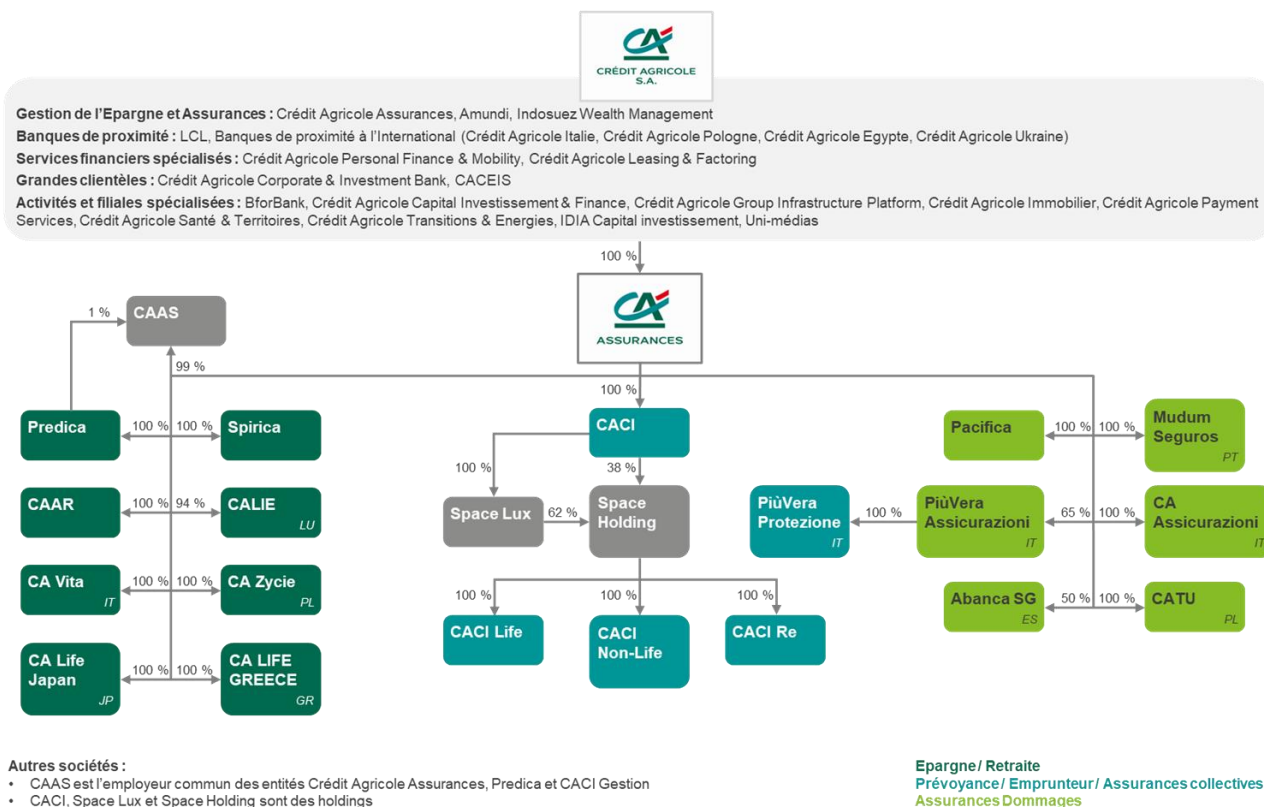 CRÉDIT AGRICOLE
S.A.
Gestion de l'Epargne et Assurances : Crédit Agricole Assurances, Amundi, Indosuez Wealth Management
Banques de proximité : LCL, Banques de proximité à l'International (Crédit Agricole Italie, Crédit Agricole Pologne, Crédit Agricole Egypte, Crédit Agricole Ukraine)
Services financiers spécialisés : Crédit Agricole Personal Finance & Mobility, Crédit Agricole Leasing & Factoring
Grandes clientèles : Crédit Agricole Corporate & Investment Bank, CACEIS
Activités et filiales spécialisées : BforBank, Crédit Agricole Capital Investissement & Finance, Crédit Agricole Group Infrastructure Platform, Crédit Agricole Immobilier, Crédit Agricole Payment
Services, Crédit Agricole Santé & Territoires, Crédit Agricole Transitions & Energies, IDIA Capital investissement, Uni-médias
100 %
ASSURANCES
1 %
CAAS
99 %
100 %
Predica
100 % 100 %
Spirica
CACI
Pacifica
100 % 100 %
Mudum
Seguros
PT
100 %
38 %
CAAR
100 % 94 %
CALIE
LU
Space Lux
62 %
Space
Holding
PiùVera
Protezione
IT
100 %
PiùVera
Assicurazioni
IT
65 % 100 %
CA
Assicurazioni
IT
CA Vita
IT
100 % 100 %
CA Zycie
PL
100 %
100 %
100 %
Abanca SG
ES
50 % 100 %
CATU
PL
CACI Life
CACI
Non-Life
CACI Re
CA Life
Japan
JP
100 % 100 %
CA LIFE
GREECE
GR
Autres sociétés :
• CAAS est l'employeur commun des entités Crédit Agricole Assurances, Predica et CACI Gestion
• CACI, Space Lux et Space Holding sont des holdings
Epargne / Retraite
Prévoyance / Emprunteur / Assurances collectives
Assurances Dommages